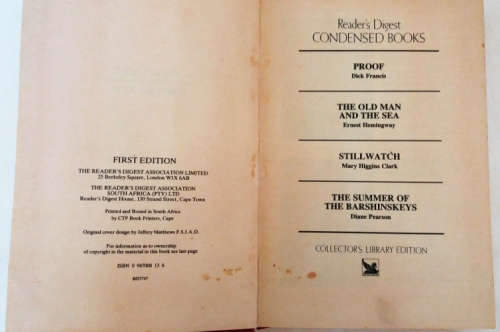 FIRST EDITION
THE READER'S DIGEST ASSOCIATION LIMITED
25 Berkeley Square, London W1X 6AB
THE READER'S DIGEST ASSOCIATION
SOUTH AFRICA (PTY) LTD
Reader's Digest House, 130 Strand Street, Cape Town
Printed and Bound in South Africa
by CTP Book Printers, Cape
Original cover design by Jeffery Matthews F.S.I.A.D.
For information as to ownership
of copyright in the material in this book see last page
ISBN 0
Reader's Digest
CONDENSED BOOKS
PROOF
Dick Francis
THE OLD MAN
AND THE SEA
Ernest Hemingway
STILLWATCH
Mary Higgins Clark
THE SUMMER OF
THE BARSHINSKEYS
Diane Pearson
COLLECTOR'S LIBRARY EDITION